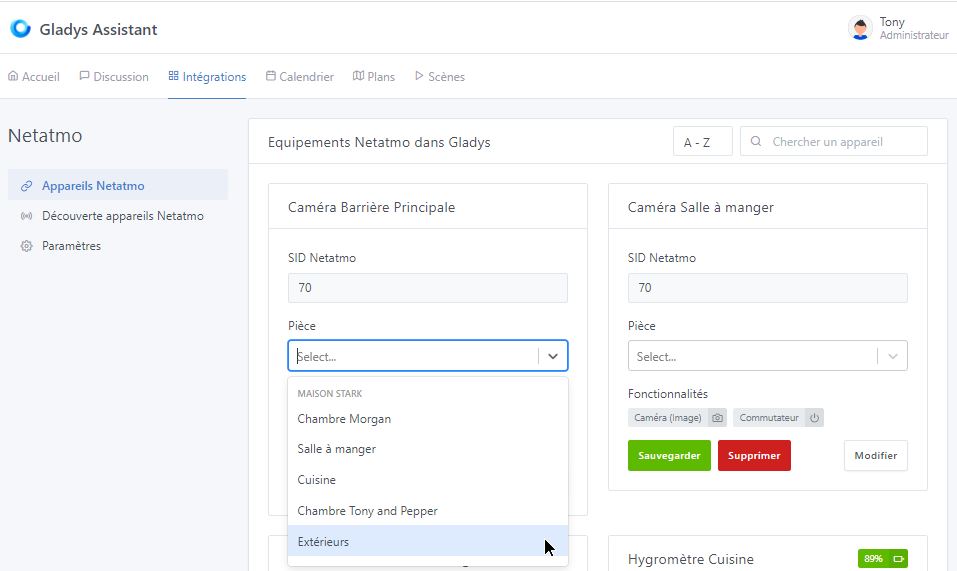 Gladys Assistant
Tony
Administrateur
Accueil
Discussion
Intégrations
Calendrier
Plans
Scènes
Netatmo
Appareils Netatmo
Découverte appareils Netatmo
Paramètres
Equipements Netatmo dans Gladys
A - Z
Chercher un appareil
Caméra Barrière Principale
SID Netatmo
70
Pièce
Select...
MAISON STARK
Chambre Morgan
Salle à manger
Cuisine
Chambre Tony and Pepper
Extérieurs
Caméra Salle à manger
SID Netatmo
70
Pièce
Select...
Fonctionnalités
Caméra (Image)
Commutateur
Sauvegarder
Supprimer
Modifier
Hygromètre Cuisine
89%